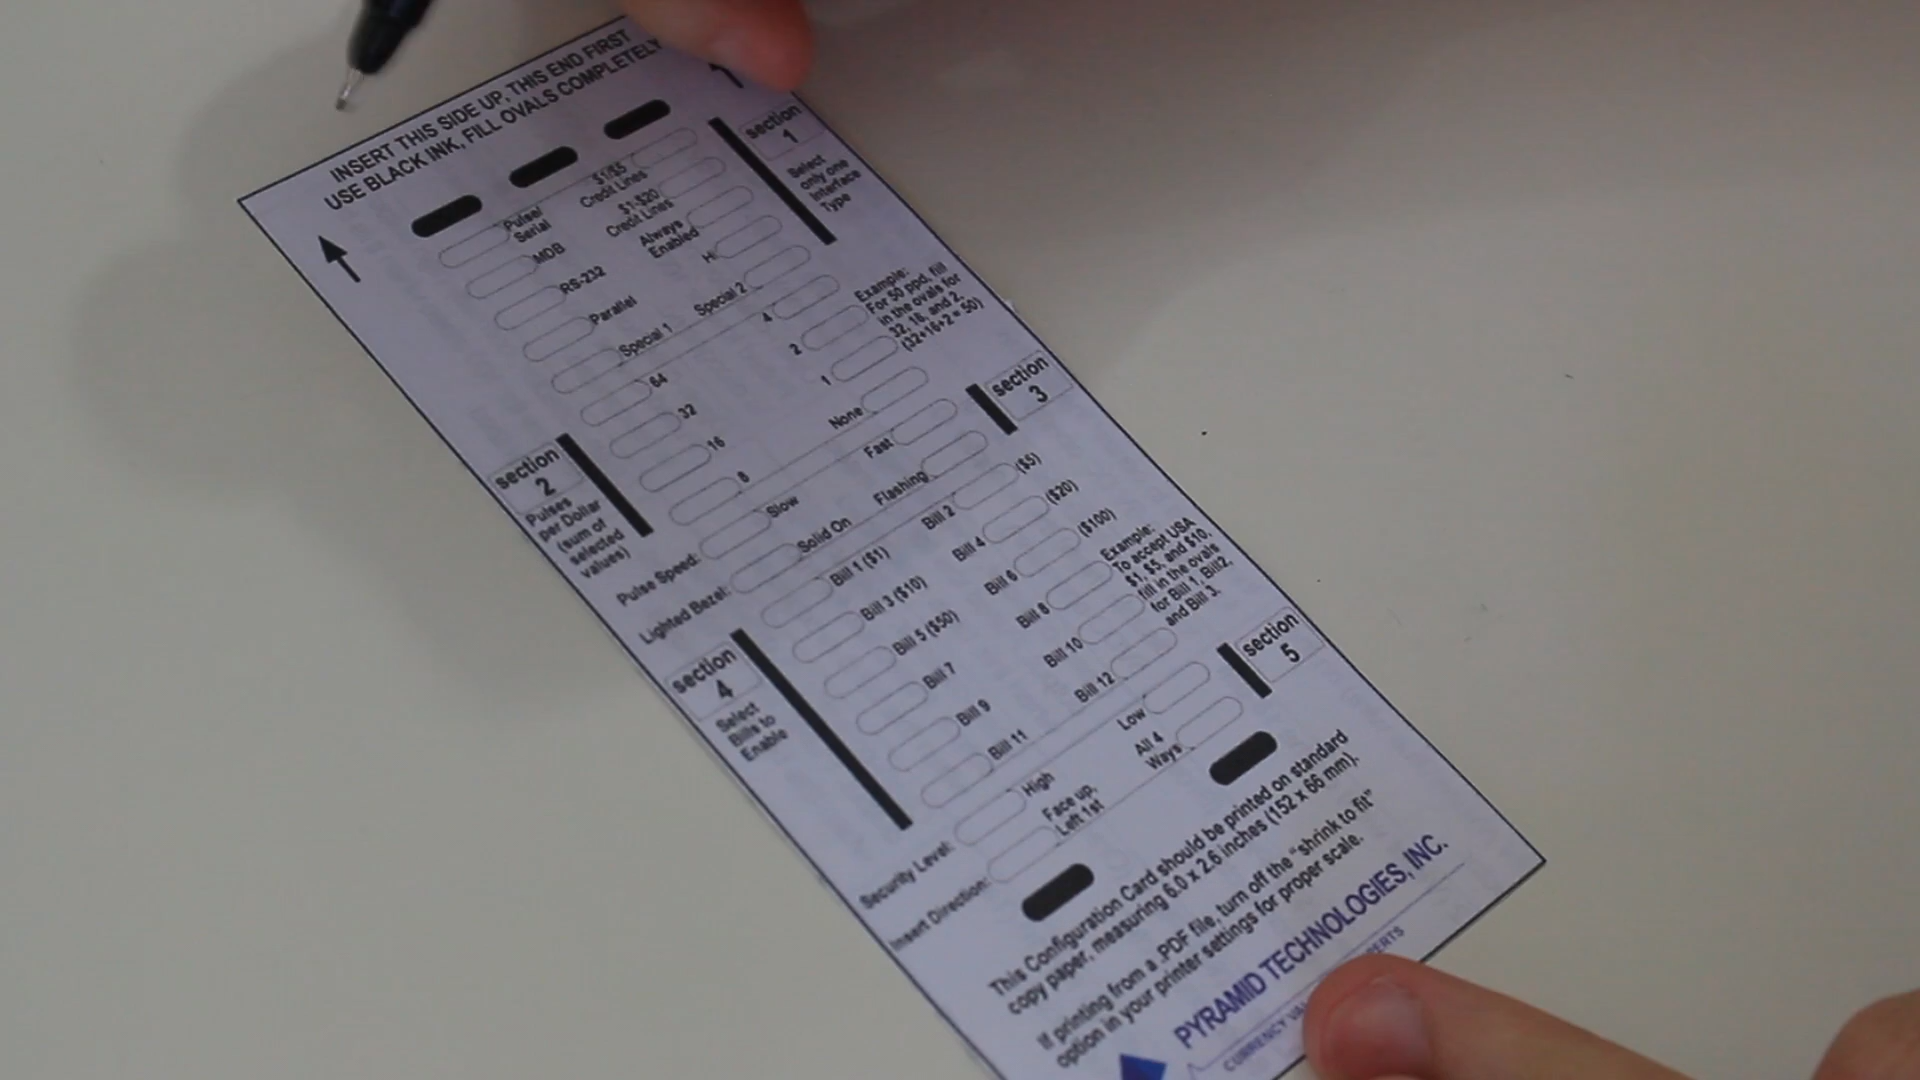 INSERT THIS SIDE UP, THIS END FIRST
USE BLACK INK, FILL OVALS COMPLETELY
section
1
Select
only one
Interface
Type
Pulse/
Serial
$1/$5
Credit Lines
MDB
$1-$20
Credit Lines
RS-232
Always
Enabled
Parallel
Special 1
Special 2
section
2
Pulses
per Dollar
(sum of
selected
values)
64
4
32
2
16
1
8
None
Example:
For 50 ppd, fill
in the ovals for
32, 16, and 2.
(32+16+2 = 50)
section
3
Pulse Speed:
Slow
Fast
Lighted Bezel:
Solid On
Flashing
section
4
Select
Bills to
Enable
Bill 1 ($1)
Bill 2
($5)
Bill 3 ($10)
Bill 4
($20)
Bill 5 ($50)
Bill 6
($100)
Bill 7
Bill 8
Bill 9
Bill 10
Bill 11
Bill 12
Example:
To accept USA
$1, $5, and $10,
fill in the ovals
for Bill 1, Bill2,
and Bill 3.
section
5
Security Level:
High
Low
Insert Direction:
Face up,
Left 1st
All 4
Ways
This Configuration Card should be printed on standard
copy paper, measuring 6.0 x 2.6 inches (152 x 66 mm).
If printing from a .PDF file, turn off the "shrink to fit"
option in your printer settings for proper scale.
PYRAMID TECHNOLOGIES, INC.
CURRENCY